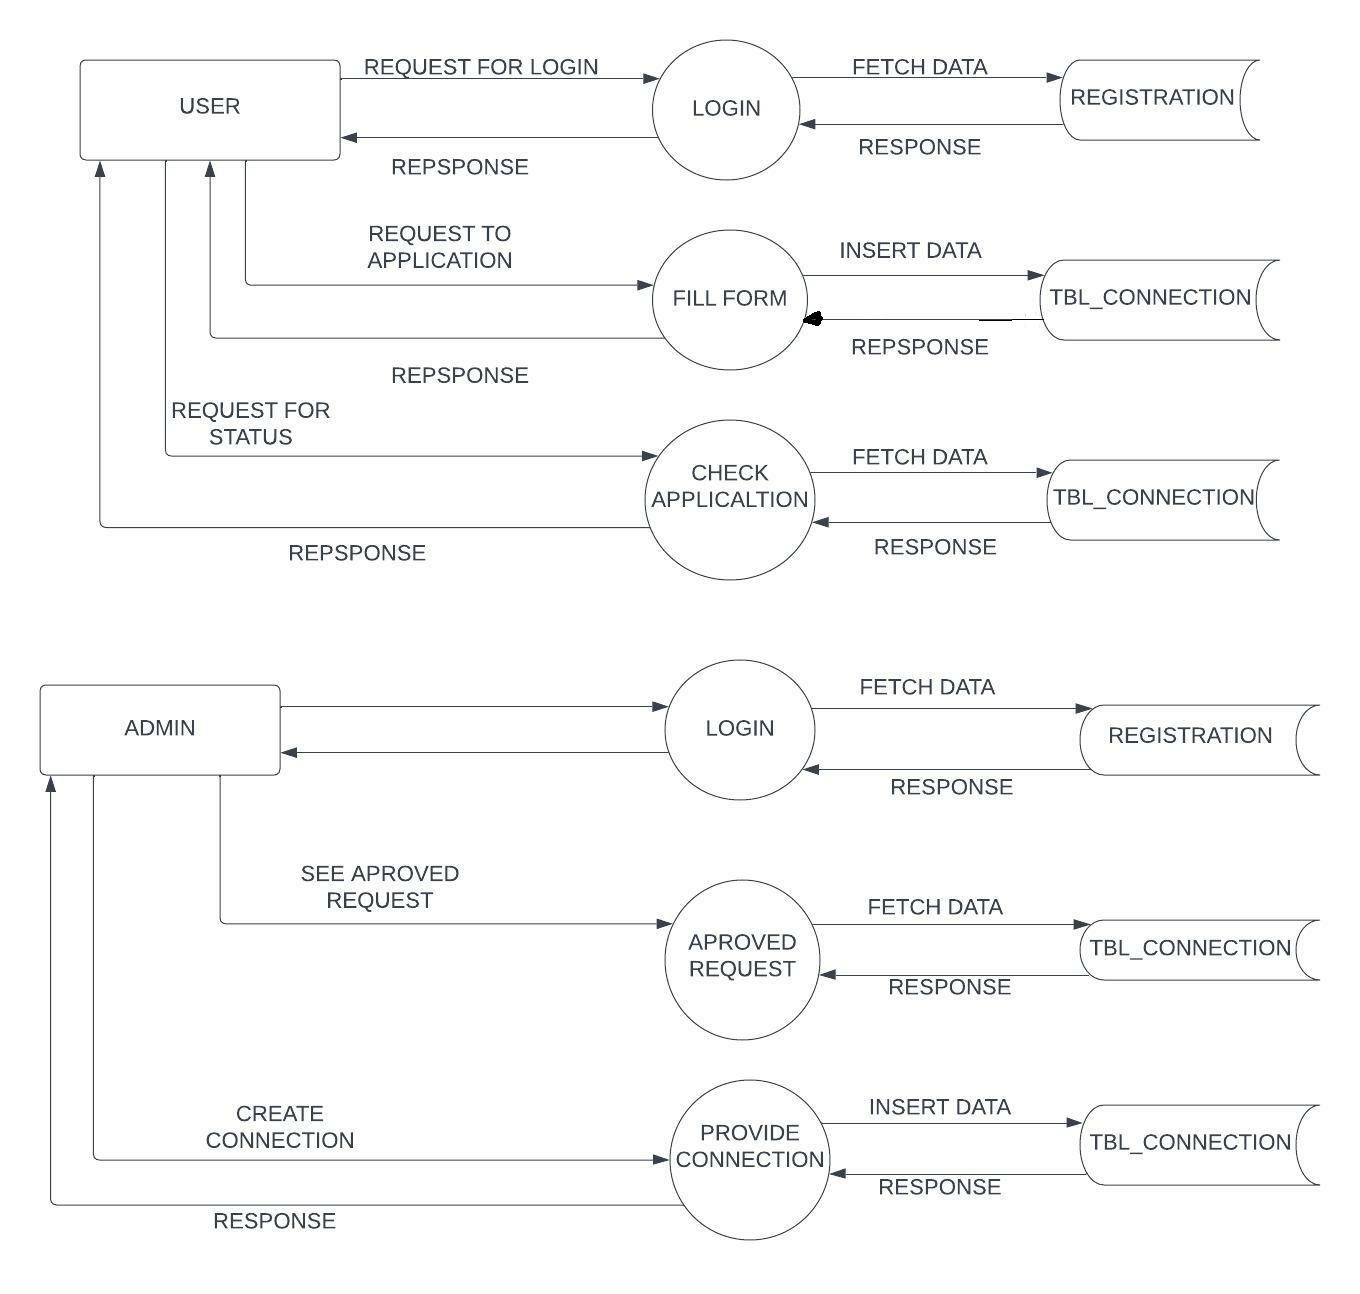 REQUEST FOR LOGIN
FETCH DATA
USER
LOGIN
REGISTRATION
REPSPONSE
RESPONSE
REQUEST TO
APPLICATION
INSERT DATA
FILL FORM
TBL_CONNECTION
REPSPONSE
REPSPONSE
REQUEST FOR
STATUS
FETCH DATA
CHECK
APPLICALTION
TBL_CONNECTION
REPSPONSE
RESPONSE
FETCH DATA
ADMIN
LOGIN
REGISTRATION
RESPONSE
SEE APROVED
REQUEST
FETCH DATA
APROVED
REQUEST
TBL_CONNECTION
RESPONSE
CREATE
CONNECTION
INSERT DATA
PROVIDE
CONNECTION
TBL_CONNECTION
RESPONSE
RESPONSE